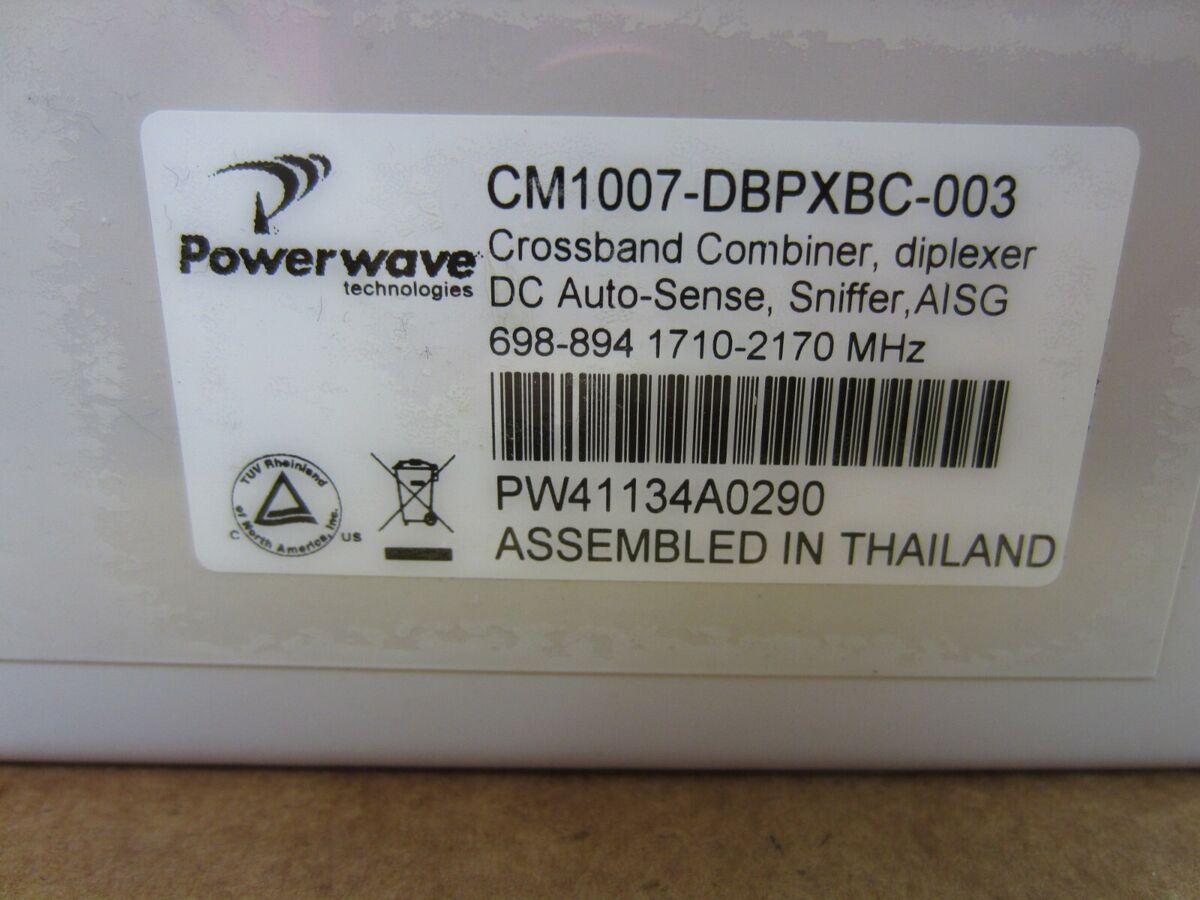 Powerwave
technologies
CM1007-DBPXBC-003
Crossband Combiner, diplexer
DC Auto-Sense, Sniffer,AISG
698-894 1710-2170 MHz
PW41134A0290
ASSEMBLED IN THAILAND
TUV Rheinland
of North America, Inc.
C US